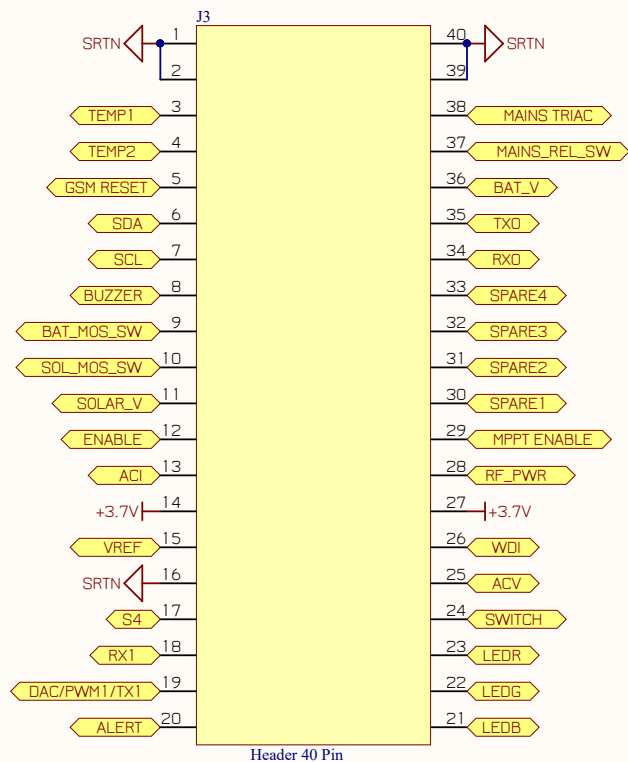 J3
SRTN 1 40 SRTN
2 39
TEMP1 3 38 MAINS TRIAC
TEMP2 4 37 MAINS_REL_SW
GSM RESET 5 36 BAT_V
SDA 6 35 TX0
SCL 7 34 RX0
BUZZER 8 33 SPARE4
BAT_MOS_SW 9 32 SPARE3
SOL_MOS_SW 10 31 SPARE2
SOLAR_V 11 30 SPARE1
ENABLE 12 29 MPPT ENABLE
ACI 13 28 RF_PWR
+3.7V 14 27 +3.7V
VREF 15 26 WDI
SRTN 16 25 ACV
S4 17 24 SWITCH
RX1 18 23 LEDR
DAC/PWM1/TX1 19 22 LEDG
ALERT 20 21 LEDB
Header 40 Pin